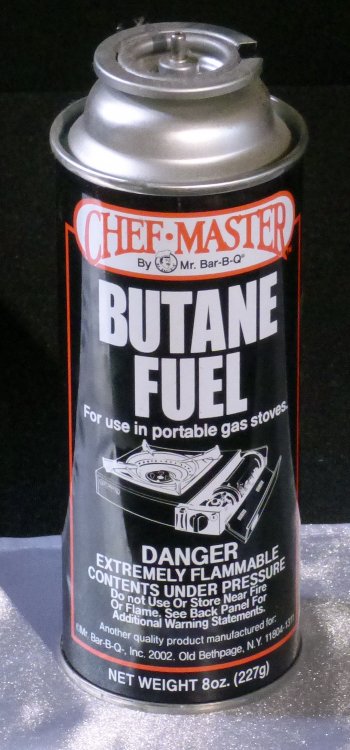 CHEF·MASTER
By Mr. Bar-B-Q®
BUTANE
FUEL
For use in portable gas stoves.
DANGER
EXTREMELY FLAMMABLE
CONTENTS UNDER PRESSURE
Do not Use Or Store Near Fire
Or Flame. See Back Panel For
Additional Warning Statements.
Another quality product manufactured for:
©Mr. Bar-B-Q-, Inc. 2002. Old Bethpage, N.Y.
NET WEIGHT 8oz. (227g)